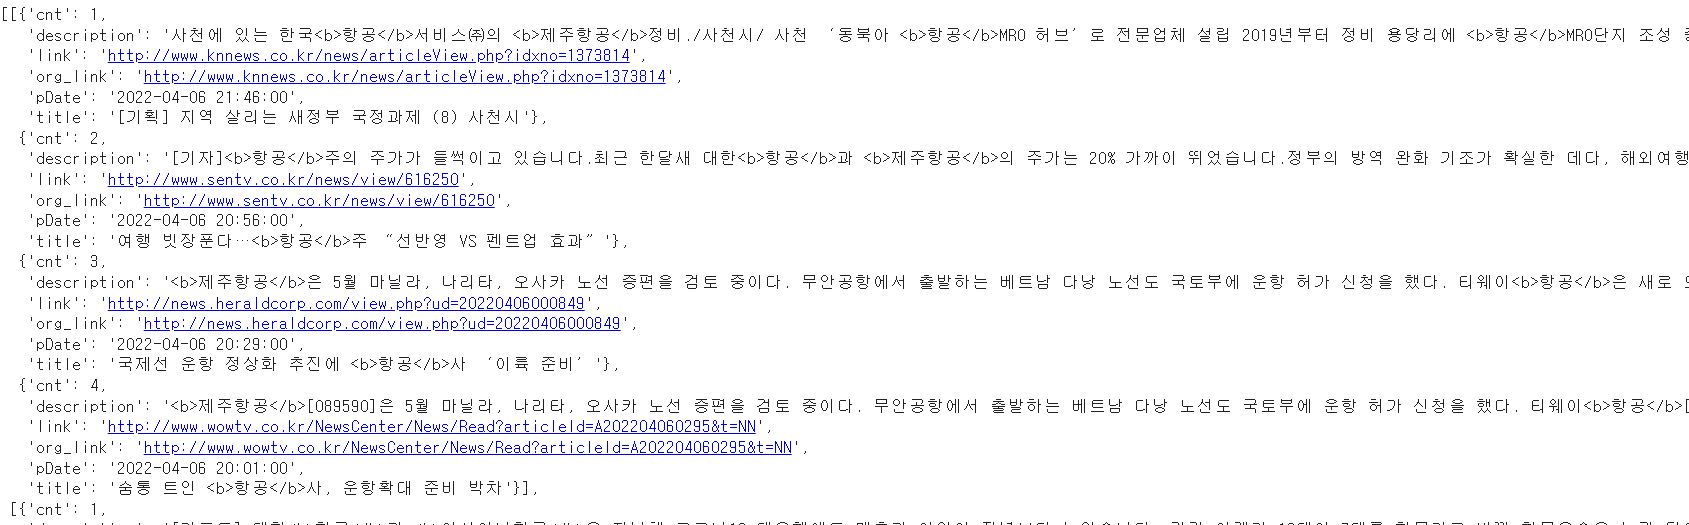 [[{'cnt': 1,
'description': '사천에 있는 한국<b>항공</b>서비스㈜의 <b>제주항공</b>정비./사천시/ 사천 ‘동북아 <b>항공</b>MRO 허브’로 전문업체 설립 2019년부터 정비 용당리에 <b>항공</b>MRO단지 조성
'link': 'http://www.knnews.co.kr/news/articleView.php?idxno=1373814',
'org_link': 'http://www.knnews.co.kr/news/articleView.php?idxno=1373814',
'pDate': '2022-04-06 21:46:00',
'title': '[기획] 지역 살리는 새정부 국정과제 (8) 사천시'},
{'cnt': 2,
'description': '[기자]<b>항공</b>주의 주가가 들썩이고 있습니다.최근 한달새 대한<b>항공</b>과 <b>제주항공</b>의 주가는 20% 가까이 뛰었습니다.정부의 방역 완화 기조가 확실한 데다, 해외여행
'link': 'http://www.sentv.co.kr/news/view/616250',
'org_link': 'http://www.sentv.co.kr/news/view/616250',
'pDate': '2022-04-06 20:56:00',
'title': '여행 빗장푼다…<b>항공</b>주 “선반영 VS 펜트업 효과”'},
{'cnt': 3,
'description': '<b>제주항공</b>은 5월 마닐라, 나리타, 오사카 노선 증편을 검토 중이다. 무안공항에서 출발하는 베트남 다낭 노선도 국토부에 운항 허가 신청을 했다. 티웨이<b>항공</b>은 새로
'link': 'http://news.heraldcorp.com/view.php?ud=20220406000849',
'org_link': 'http://news.heraldcorp.com/view.php?ud=20220406000849',
'pDate': '2022-04-06 20:29:00',
'title': '국제선 운항 정상화 추진에 <b>항공</b>사 ‘이륙 준비’'},
{'cnt': 4,
'description': '<b>제주항공</b>[089590]은 5월 마닐라, 나리타, 오사카 노선 증편을 검토 중이다. 무안공항에서 출발하는 베트남 다낭 노선도 국토부에 운항 허가 신청을 했다. 티웨이<b>항공</b>[
'link': 'http://www.wowtv.co.kr/NewsCenter/News/Read?articleId=A202204060295&t=NN',
'org_link': 'http://www.wowtv.co.kr/NewsCenter/News/Read?articleId=A202204060295&t=NN',
'pDate': '2022-04-06 20:01:00',
'title': '숨통 트인 <b>항공</b>사, 운항확대 준비 박차'}],
[{'cnt': 1,